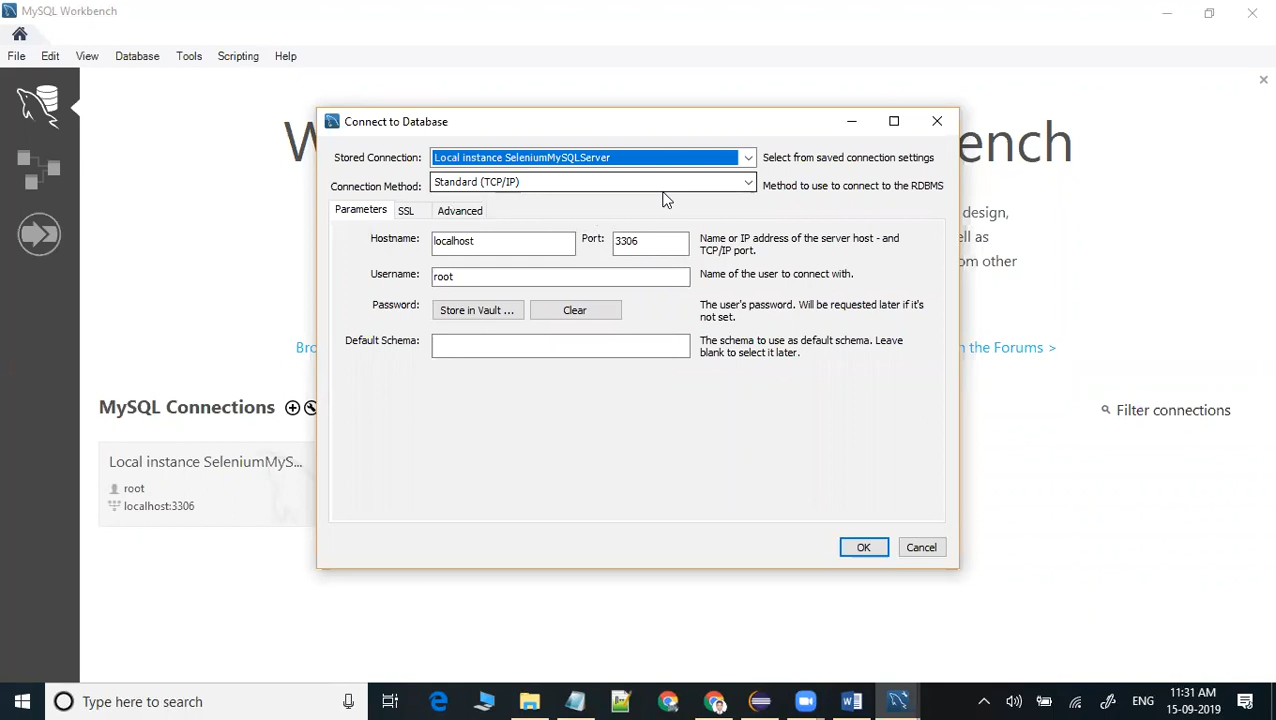 MySQL Workbench
File Edit View Database Tools Scripting Help
W
ench
Connect to Database
Stored Connection: Local instance SeleniumMySQLServer Select from saved connection settings
Connection Method: Standard (TCP/IP) Method to use to connect to the RDBMS
Parameters SSL Advanced
design,
Hostname: localhost Port: 3306 Name or IP address of the server host - and
TCP/IP port.
ell as
om other
Username: root Name of the user to connect with.
Password: Store in Vault ... Clear The user's password. Will be requested later if it's
not set.
Default Schema: The schema to use as default schema. Leave
blank to select it later.
Bro
n the Forums >
MySQL Connections
Filter connections
Local instance SeleniumMyS...
root
localhost:3306
OK Cancel
Type here to search
ENG
11:31 AM
15-09-2019